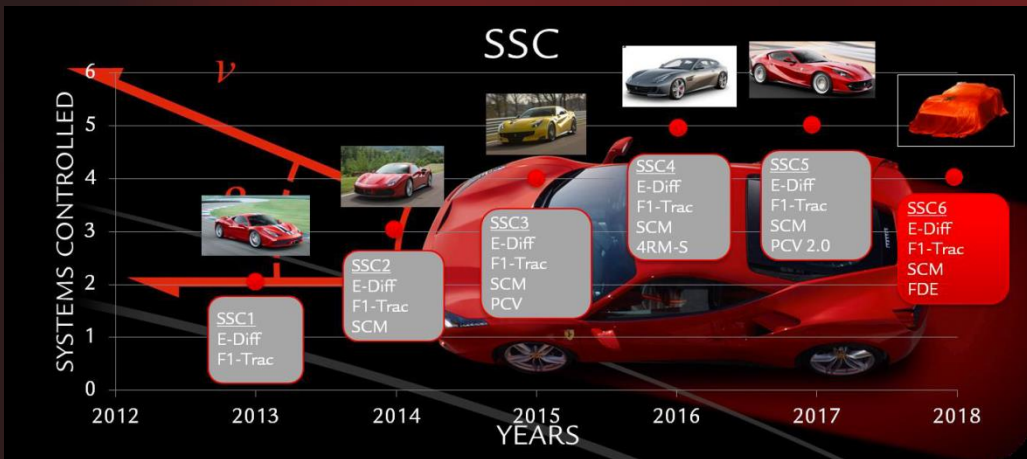 SSC
ν
SYSTEMS CONTROLLED
6
5
4
3
2
1
0
SSC1
E-Diff
F1-Trac
SSC2
E-Diff
F1-Trac
SCM
SSC3
E-Diff
F1-Trac
SCM
PCV
SSC4
E-Diff
F1-Trac
SCM
4RM-S
SSC5
E-Diff
F1-Trac
SCM
PCV 2.0
SSC6
E-Diff
F1-Trac
SCM
FDE
2012 2013 2014 2015 2016 2017 2018
YEARS